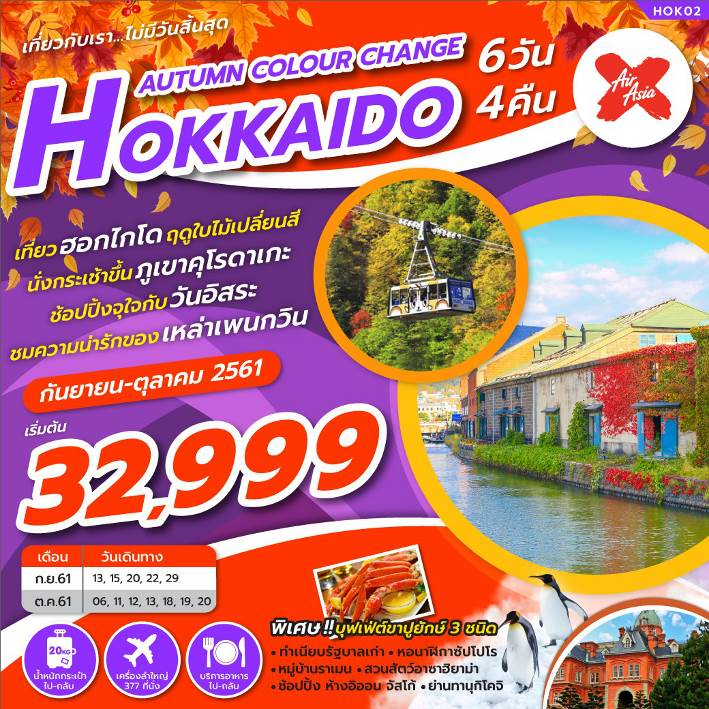 HOK02
เที่ยวกับเรา...ไม่มีวันสิ้นสุด
AUTUMN COLOUR CHANGE
HOKKAIDO
6วัน
4คืน
Air
Asia
X
เที่ยว ฮอกไกโด ฤดูใบไม้เปลี่ยนสี
นั่งกระเช้าขึ้น ภูเขาคุโรดาเกะ
ช้อปปิ้งจุใจกับ วันอิสระ
ชมความน่ารักของ เหล่าเพนกวิน
กันยายน-ตุลาคม 2561
เริ่มต้น
32,999
เดือน วันเดินทาง
ก.ย.61 13, 15, 20, 22, 29
ต.ค.61 06, 11, 12, 13, 18, 19, 20
20KG
น้ำหนักกระเป๋า
ไป-กลับ
เครื่องลำใหญ่
377 ที่นั่ง
บริการอาหาร
ไป-กลับ
พิเศษ !! บุฟเฟ่ต์ขาปูยักษ์ 3 ชนิด
• ทำเนียบรัฐบาลเก่า • หอนาฬิกาซัปโปโร
• หมู่บ้านราเมน • สวนสัตว์อาซาฮิยาม่า
• ช้อปปิ้ง ห้างอิออน จัสโก้ • ย่านทานุกิโคจิ